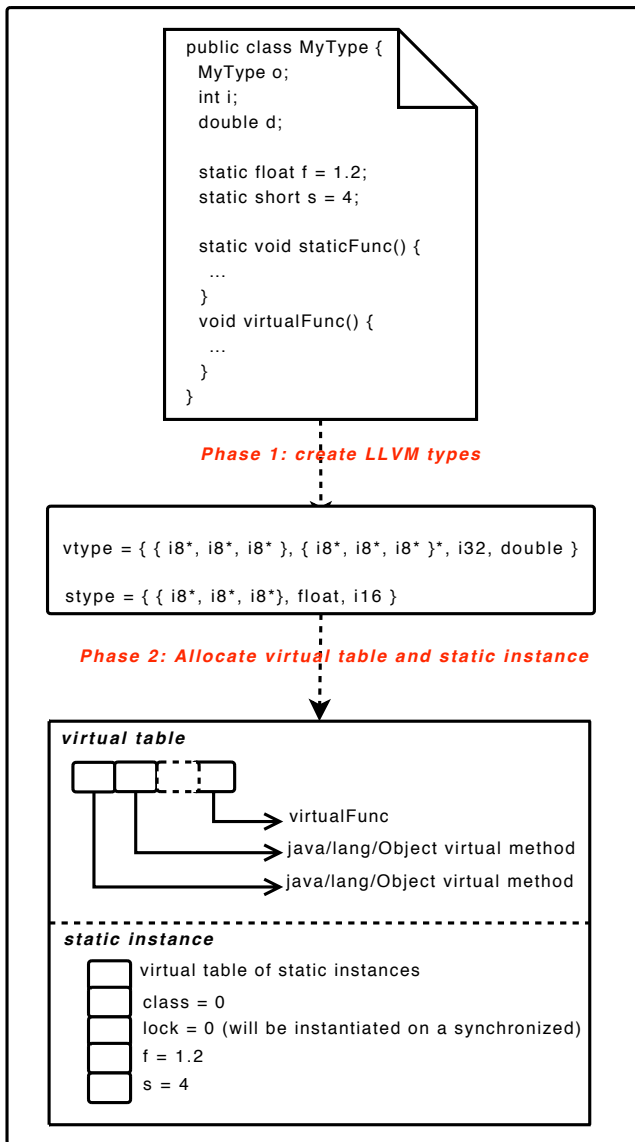 public class MyType {
MyType o;
int i;
double d;
static float f = 1.2;
static short s = 4;
static void staticFunc() {
...
}
void virtualFunc() {
...
}
}
Phase 1: create LLVM types
vtype = { { i8*, i8*, i8* }, { i8*, i8*, i8* }*, i32, double }
stype = { { i8*, i8*, i8*}, float, i16 }
Phase 2: Allocate virtual table and static instance
virtual table
virtualFunc
java/lang/Object virtual method
java/lang/Object virtual method
static instance
virtual table of static instances
class = 0
lock = 0 (will be instantiated on a synchronized)
f = 1.2
s = 4